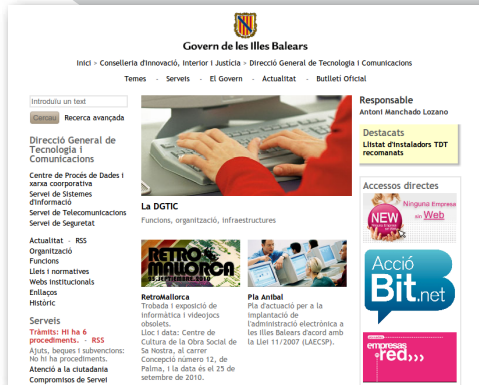 Govern de les Illes Balears
Inici > Conselleria d'Innovació, Interior i Justícia > Direcció General de Tecnologia i Comunicacions
Temes - Serveis - El Govern - Actualitat - Butlletí Oficial
Introduïu un text
Cercau Recerca avançada
Direcció General de
Tecnologia i
Comunicacions
Centre de Procés de Dades i
xarxa coorporativa
Servei de Sistemes
d'Informació
Servei de Telecomunicacions
Servei de Seguretat
Actualitat - RSS
Organització
Funcions
Lleis i normatives
Webs Institucionals
Enllaços
Històric
Serveis
Tràmits: Hi ha 6
procediments. - RSS
Ajuts, beques i subvencions:
No hi ha procediments.
Atenció a la ciutadania
Compromisos de Servei
La DGTIC
Funcions, organització, infraestructures
RETRO
MALLORCA
25.SEPTIEMBRE.2010
RetroMallorca
Trobada i exposició de
informàtica i videojocs
obsolets.
Lloc i data: Centre de
Cultura de la Obra Social de
Sa Nostra, al carrer
Concepció número 12, de
Palma, i la data és el 25 de
setembre de 2010.
Pla Anibal
Pla d'actuació per a la
implantació de
l'administració electrònica a
les Illes Balears d'acord amb
la Llei 11/2007 (LAECSP).
Responsable
Antoni Manchado Lozano
Destacats
Llistat d'instaladors TDT
recomanats
Accessos directes
Ninguna Empresa
sin Web
NEW
Acció
Bit.net
empresas
red>>>